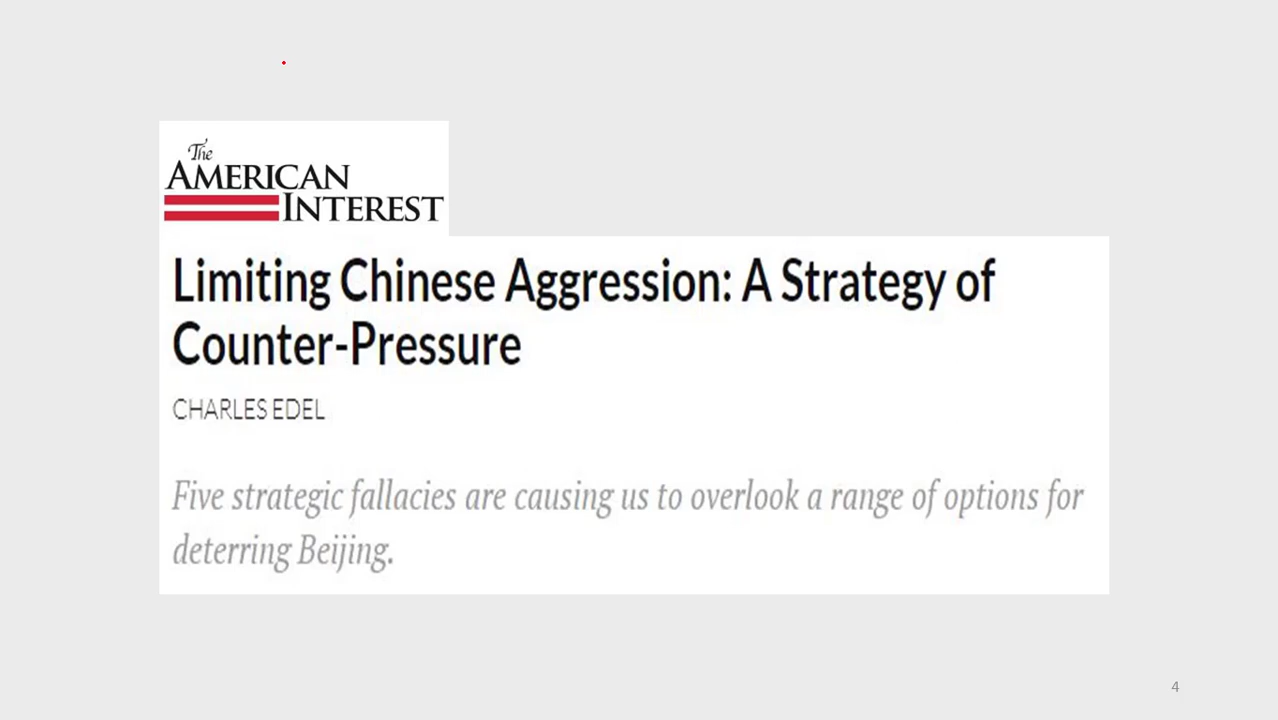 The
AMERICAN
INTEREST
Limiting Chinese Aggression: A Strategy of
Counter-Pressure
CHARLES EDEL
Five strategic fallacies are causing us to overlook a range of options for
deterring Beijing.
4